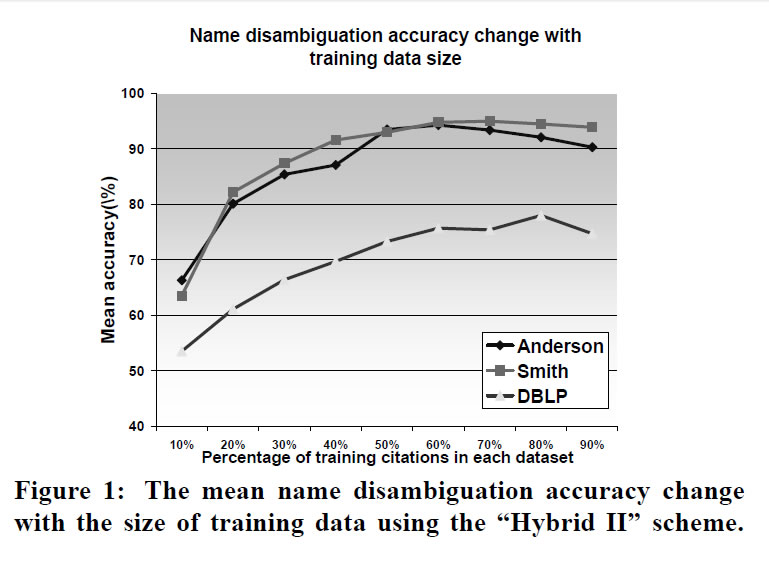 Name disambiguation accuracy change with
training data size
100
90
80
70
60
50
40
Mean accuracy(\%)
Anderson
Smith
DBLP
10% 20% 30% 40% 50% 60% 70% 80% 90%
Percentage of training citations in each dataset
Figure 1: The mean name disambiguation accuracy change
with the size of training data using the “Hybrid II” scheme.